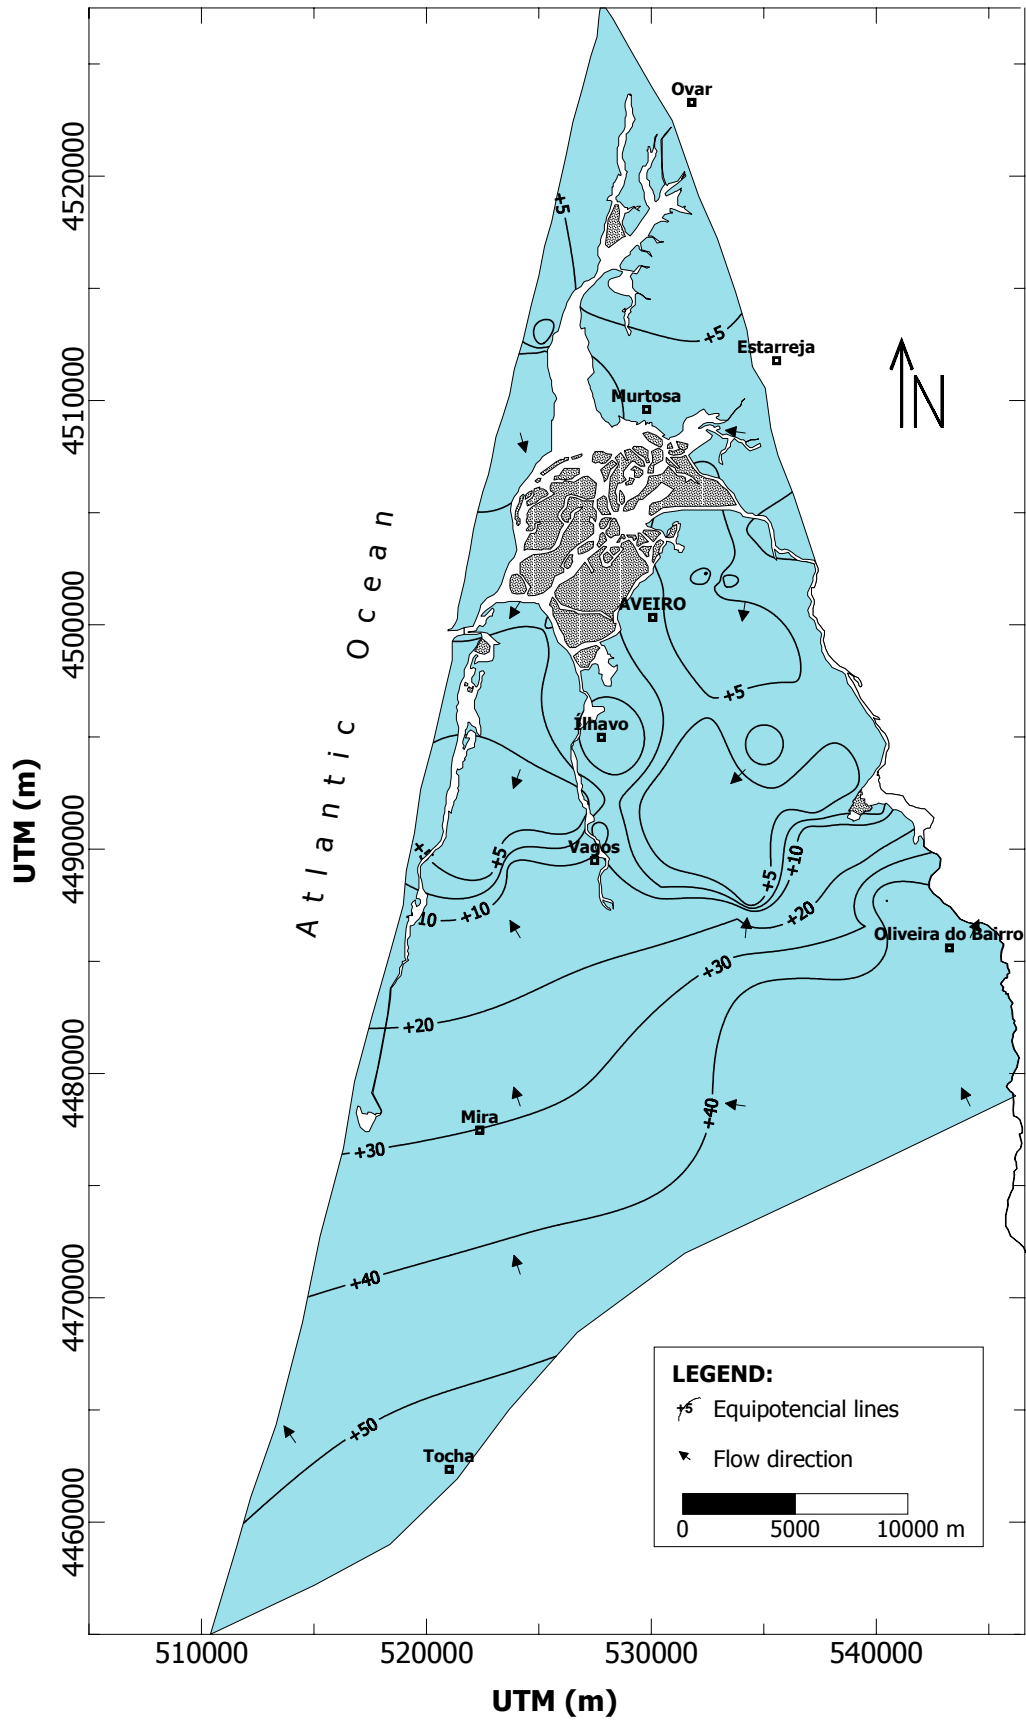 Ovar
4520000
+5
+5
Estarreja
N
Murtosa
4510000
Atlantic Ocean
4500000
AVEIRO
+5
Ílhavo
UTM (m)
4490000
Vagos
+5
+5
+10
10
+10
+20
Oliveira do Bairro
+30
+20
4480000
Mira
+40
+30
4470000
+40
+50
Tocha
4460000
LEGEND:
+5 Equipotencial lines
Flow direction
0 5000 10000 m
510000 520000 530000 540000
UTM (m)